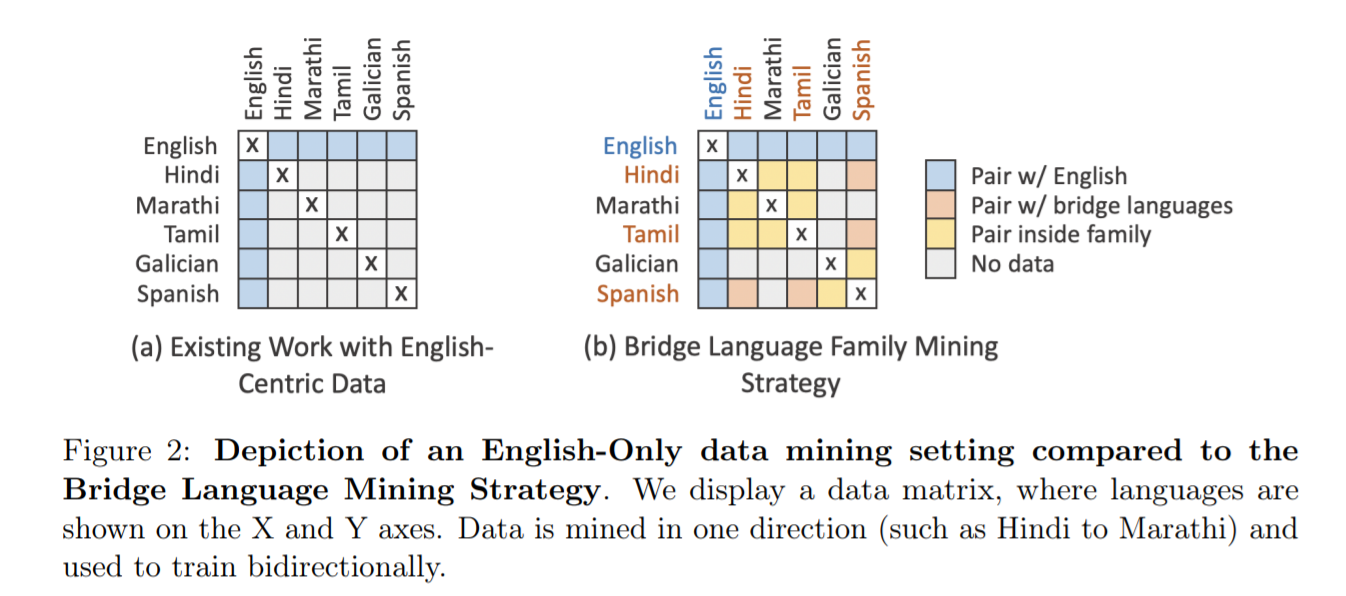 English Hindi Marathi Tamil Galician Spanish
English X
Hindi X
Marathi X
Tamil X
Galician X
Spanish X
(a) Existing Work with English-
Centric Data
English Hindi Marathi Tamil Galician Spanish
English X
Hindi X
Marathi X
Tamil X
Galician X
Spanish X
(b) Bridge Language Family Mining
Strategy
Pair w/ English
Pair w/ bridge languages
Pair inside family
No data
Figure 2: Depiction of an English-Only data mining setting compared to the
Bridge Language Mining Strategy. We display a data matrix, where languages are
shown on the X and Y axes. Data is mined in one direction (such as Hindi to Marathi) and
used to train bidirectionally.